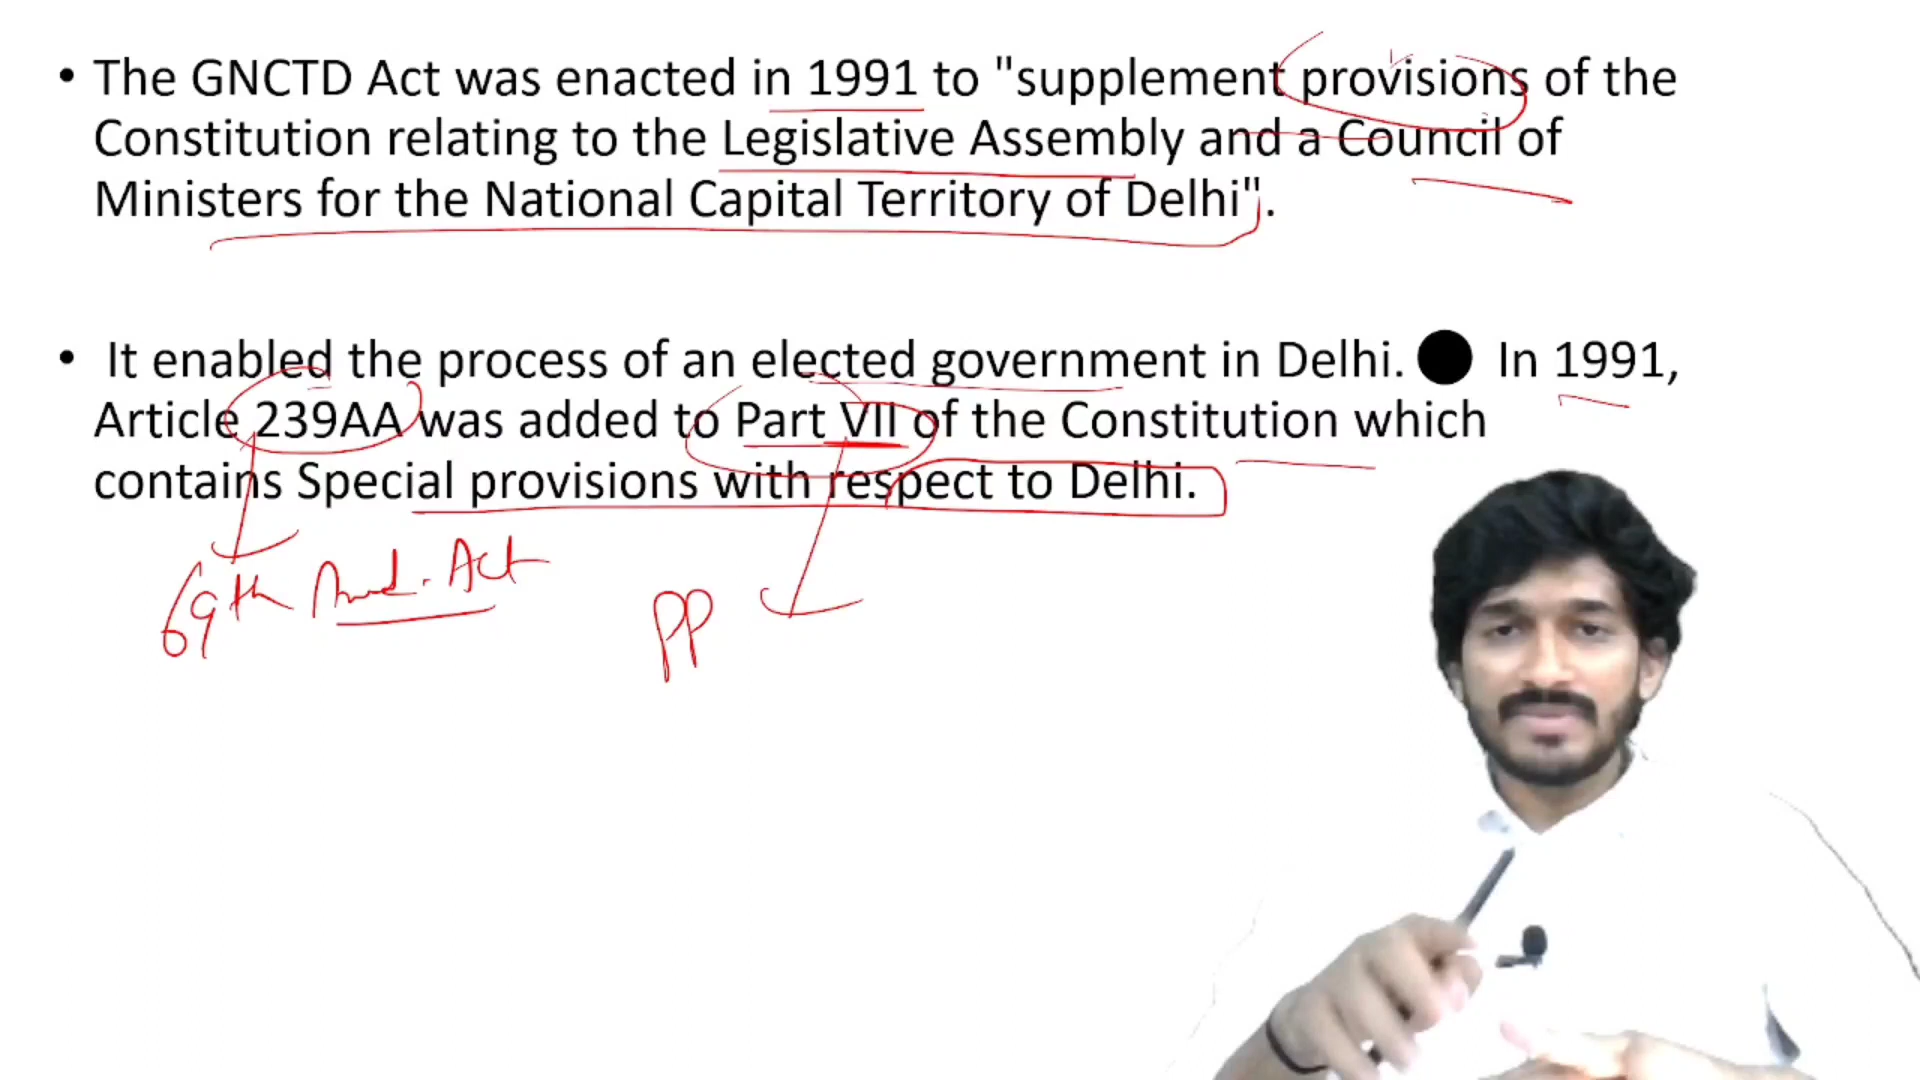 • The GNCTD Act was enacted in 1991 to "supplement provisions of the
Constitution relating to the Legislative Assembly and a Council of
Ministers for the National Capital Territory of Delhi".
• It enabled the process of an elected government in Delhi. ● In 1991,
Article 239AA was added to Part VII of the Constitution which
contains Special provisions with respect to Delhi.
69th Amd. Act
PP